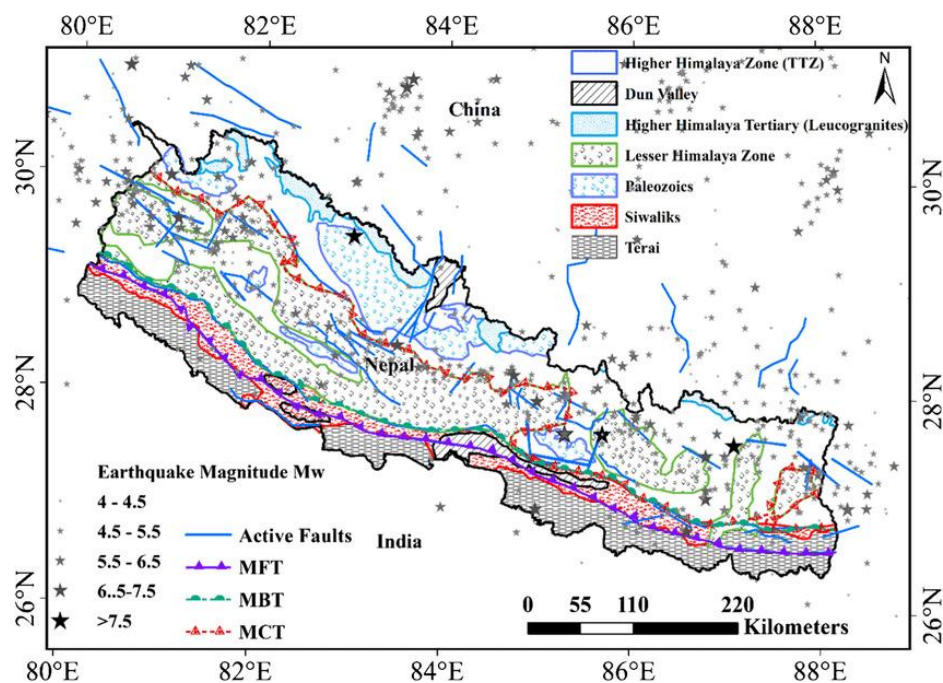 80°E 82°E 84°E 86°E 88°E
Higher Himalaya Zone (TTZ)
Dun Valley
Higher Himalaya Tertiary (Leucogranites)
Lesser Himalaya Zone
Paleozoics
Siwaliks
Terai
N
China
30°N 30°N
28°N 28°N
Nepal
India
Earthquake Magnitude Mw
4 - 4.5
4.5 - 5.5
5.5 - 6.5
6..5-7.5
>7.5
Active Faults
MFT
MBT
MCT
0 55 110 220
Kilometers
26°N 26°N
80°E 82°E 84°E 86°E 88°E